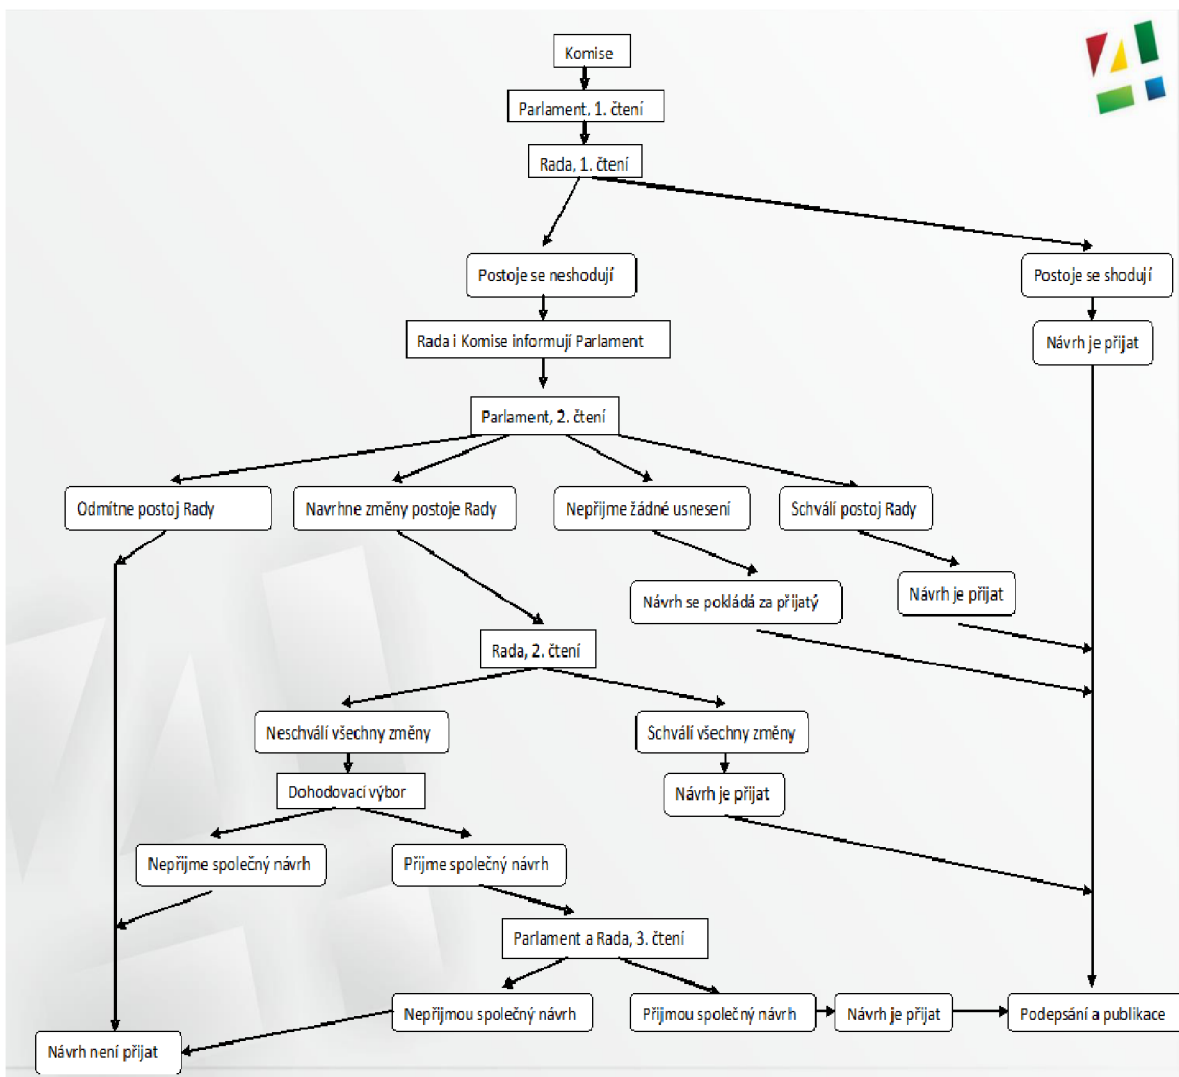 Komise
Parlament, 1. čtení
Rada, 1. čtení
Postoje se neshodují
Postoje se shodují
Rada i Komise informují Parlament
Návrh je přijat
Parlament, 2. čtení
Odmítne postoj Rady
Navrhne změny postoje Rady
Nepřijme žádné usnesení
Schválí postoj Rady
Návrh se pokládá za přijatý
Návrh je přijat
Rada, 2. čtení
Neschválí všechny změny
Schválí všechny změny
Dohodovací výbor
Návrh je přijat
Nepřijme společný návrh
Přijme společný návrh
Parlament a Rada, 3. čtení
Nepřijmou společný návrh
Přijmou společný návrh
Návrh je přijat
Podepsání a publikace
Návrh není přijat